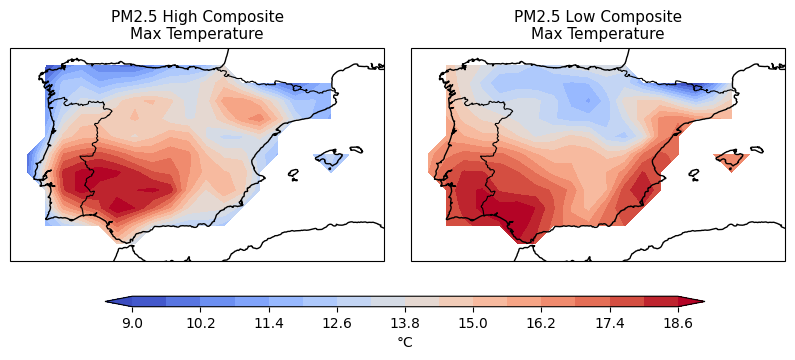 PM2.5 High Composite
Max Temperature
PM2.5 Low Composite
Max Temperature
9.0 10.2 11.4 12.6 13.8 15.0 16.2 17.4 18.6
°C